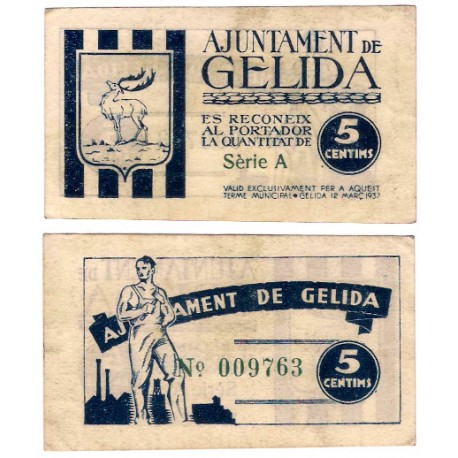 AJUNTAMENT DE
GELIDA
ES RECONEIX
AL PORTADOR
LA QUANTITAT DE
Sèrie A
5
CENTIMS
VALID EXCLUSIVAMENT PER A AQUEST
TERME MUNICIPAL • GELIDA 12 MARÇ 1937
AJUNTAMENT DE GELIDA
Nº 009763
5
CENTIMS